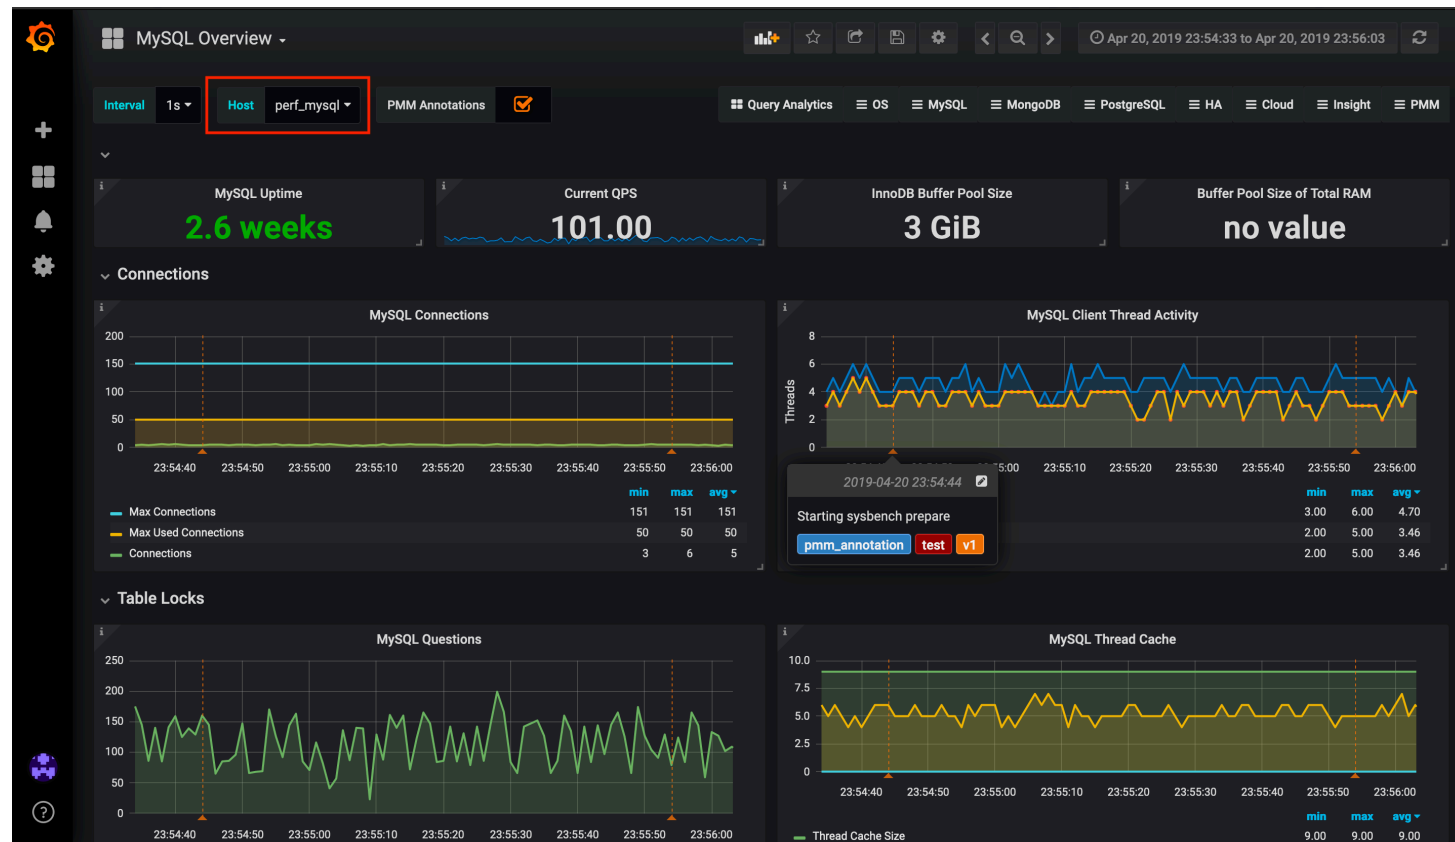 MySQL Overview
Apr 20, 2019 23:54:33 to Apr 20, 2019 23:56:03
Interval 1s Host perf_mysql PMM Annotations Query Analytics OS MySQL MongoDB PostgreSQL HA Cloud Insight PMM
MySQL Uptime
2.6 weeks
Current QPS
101.00
InnoDB Buffer Pool Size
3 GiB
Buffer Pool Size of Total RAM
no value
Connections
MySQL Connections
200
150
100
50
0
23:54:40 23:54:50 23:55:00 23:55:10 23:55:20 23:55:30 23:55:40 23:55:50 23:56:00
min max avg
Max Connections 151 151 151
Max Used Connections 50 50 50
Connections 3 6 5
MySQL Client Thread Activity
Threads
8
6
4
2
0
5:00 23:55:10 23:55:20 23:55:30 23:55:40 23:55:50 23:56:00
min max avg
3.00 6.00 4.70
2.00 5.00 3.46
2.00 5.00 3.46
2019-04-20 23:54:44
Starting sysbench prepare
pmm_annotation test v1
Table Locks
MySQL Questions
250
200
150
100
50
0
23:54:40 23:54:50 23:55:00 23:55:10 23:55:20 23:55:30 23:55:40 23:55:50 23:56:00
MySQL Thread Cache
10.0
7.5
5.0
2.5
0
23:54:40 23:54:50 23:55:00 23:55:10 23:55:20 23:55:30 23:55:40 23:55:50 23:56:00
min max avg
Thread Cache Size 9.00 9.00 9.00